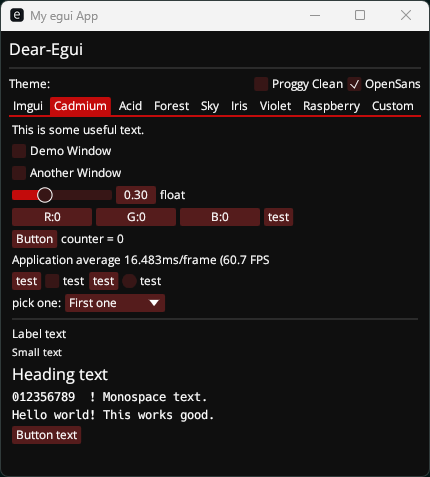 e My egui App
Dear-Egui
Theme: Proggy Clean OpenSans
Imgui Cadmium Acid Forest Sky Iris Violet Raspberry Custom
This is some useful text.
Demo Window
Another Window
0.30 float
R:0 G:0 B:0 test
Button counter = 0
Application average 16.483ms/frame (60.7 FPS
test test test test
pick one: First one
Label text
Small text
Heading text
012356789 ! Monospace text.
Hello world! This works good.
Button text